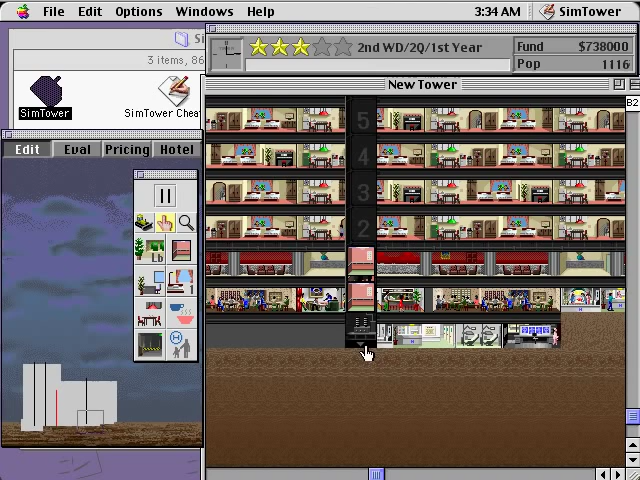 File Edit Options Windows Help 3:34 AM SimTower
3 items, 86
SimTower
SimTower Chea
2nd WD/2Q/1st Year
Fund $738000
Pop 1116
New Tower
B2
Edit Eval Pricing Hotel
Lb
5
4
3
2